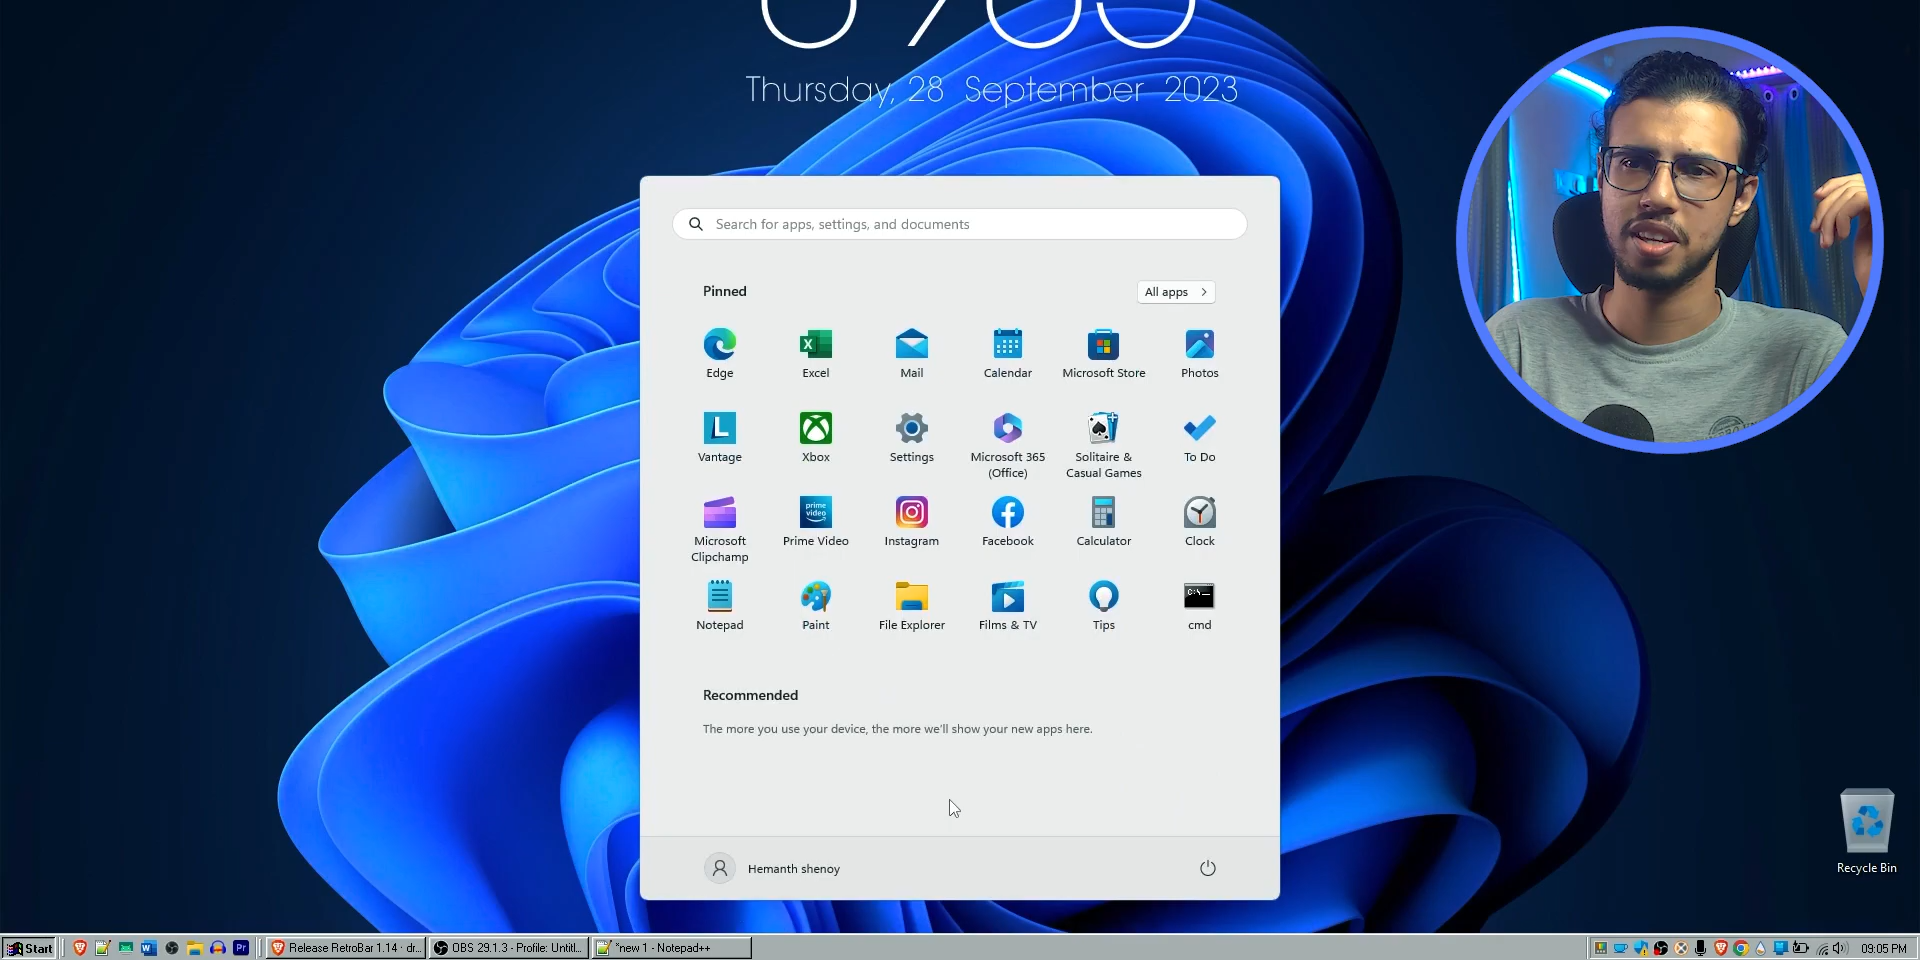 Thursday, 28 September 2023
Search for apps, settings, and documents
Pinned
All apps
Edge
Excel
Mail
Calendar
Microsoft Store
Photos
Vantage
Xbox
Settings
Microsoft 365
(Office)
Solitaire &
Casual Games
To Do
prime
video
Microsoft
Clipchamp
Prime Video
Instagram
Facebook
Calculator
Clock
C:\_
Notepad
Paint
File Explorer
Films & TV
Tips
cmd
Recommended
The more you use your device, the more we'll show your new apps here.
Hemanth shenoy
Recycle Bin
Start
Release RetroBar 1.14 · dr...
OBS 29.1.3 - Profile: Untitl...
*new 1 - Notepad++
09:05 PM